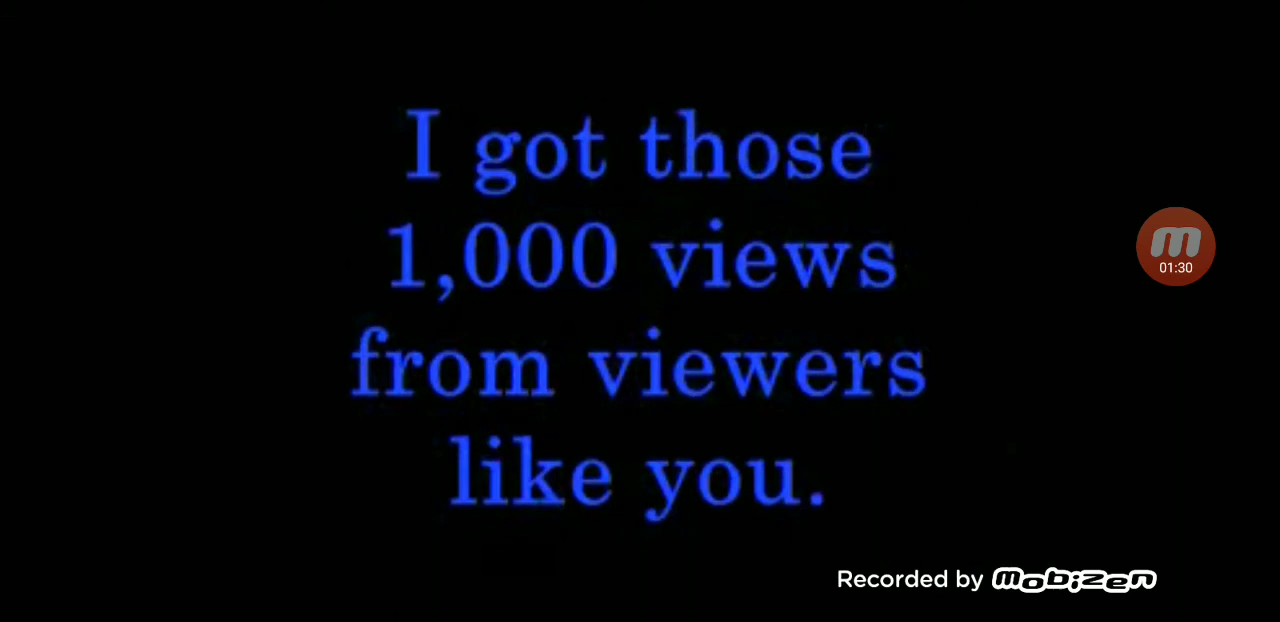 I got those
1,000 views
from viewers
like you.
m
01:30
Recorded by mobizen